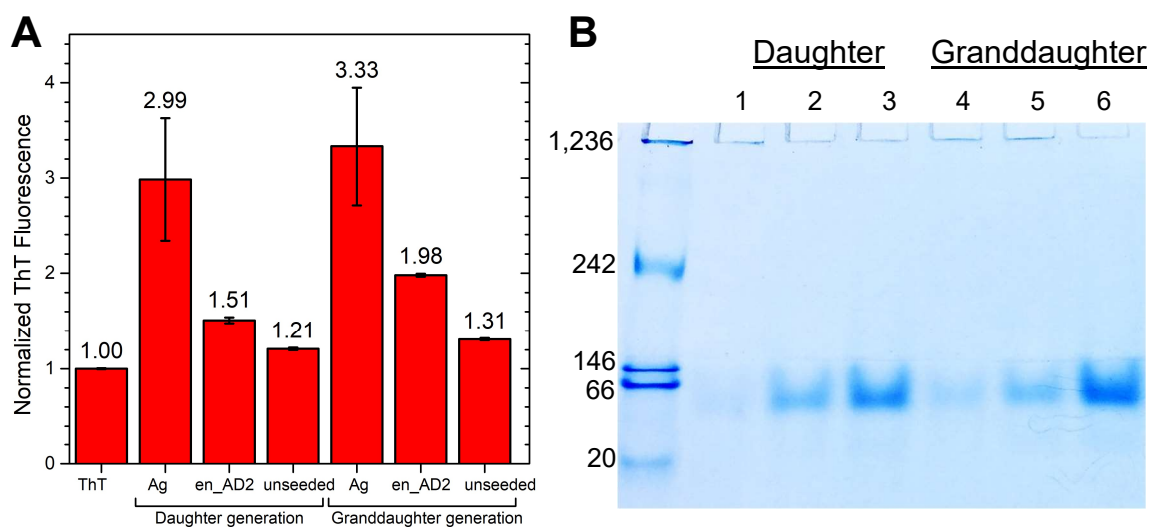 A
Normalized ThT Fluorescence
4
3
2
1
0
1.00
2.99
1.51
1.21
3.33
1.98
1.31
ThT Ag en_AD2 unseeded Ag en_AD2 unseeded
Daughter generation Granddaughter generation
B
Daughter Granddaughter
1 2 3 4 5 6
1,236
242
146
66
20